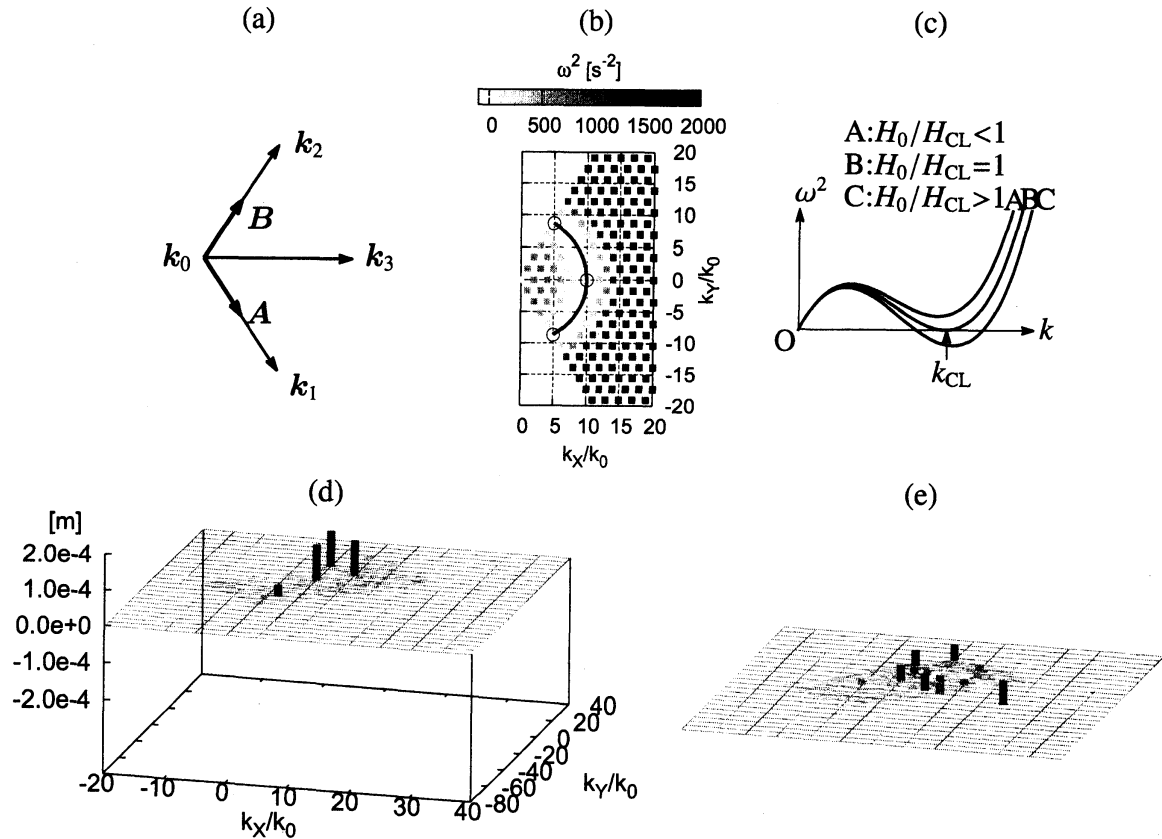 (a)
(b)
(c)
k₂
B
k₀
k₃
A
k₁
ω² [s⁻²]
0 500 1000 1500 2000
20
15
10
5
0
-5
-10
-15
-20
k_Y/k₀
0 5 10 15 20
k_X/k₀
A:H₀/H_CL<1
B:H₀/H_CL=1
C:H₀/H_CL>1
ABC
ω²
O
k
k_CL
(d)
(e)
[m]
2.0e-4
1.0e-4
0.0e+0
-1.0e-4
-2.0e-4
-20 -10 0 10 20 30 40
k_X/k₀
-80 -60 -40 -20 0 20 40
k_Y/k₀